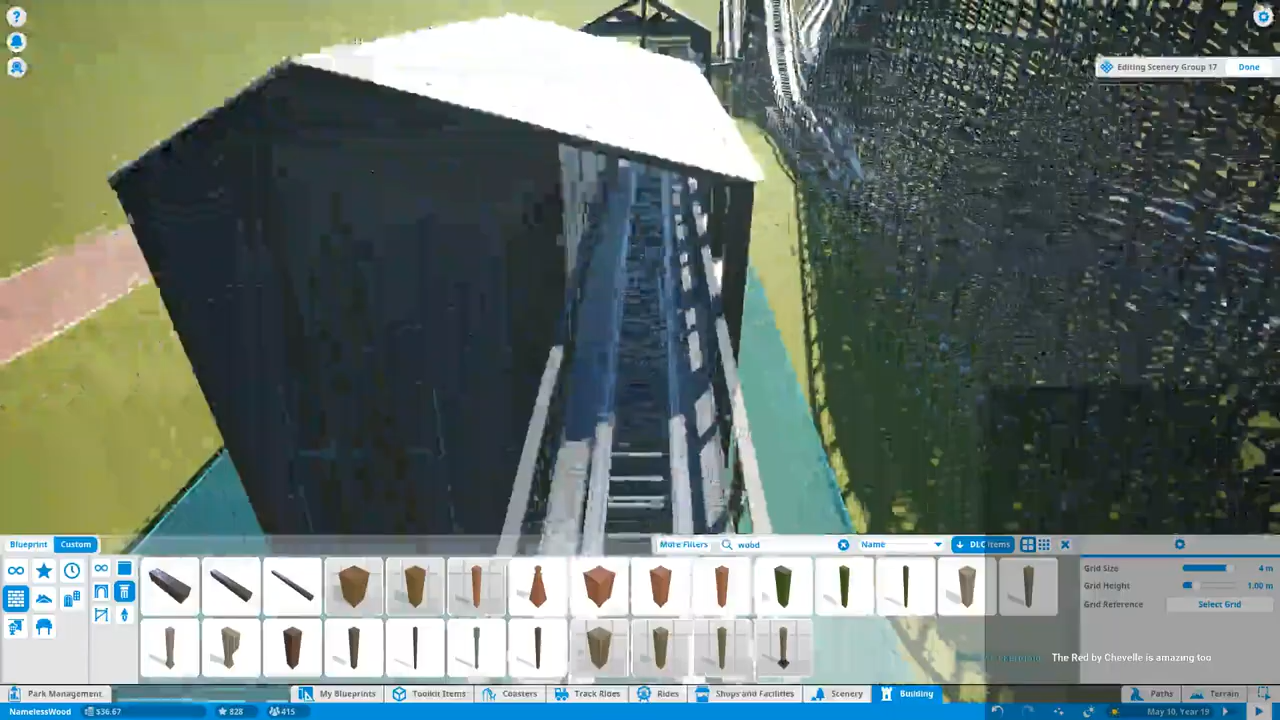 ?
Editing Scenery Group 17 Done
Blueprint Custom More Filters wood Name DLC Items
Grid Size 4 m
Grid Height 1.00 m
Grid Reference Select Grid
The Red by Chevelle is amazing too
Park Management My Blueprints Toolkit Items Coasters Track Rides Rides Shops and Facilities Scenery Building Paths Terrain
NamelessWood $36.67 828 415 May 10, Year 19